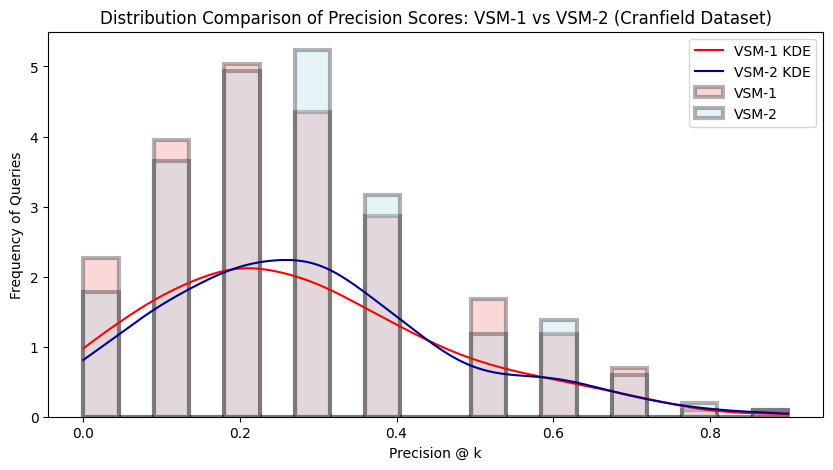 Distribution Comparison of Precision Scores: VSM-1 vs VSM-2 (Cranfield Dataset)
VSM-1 KDE
VSM-2 KDE
VSM-1
VSM-2
Frequency of Queries
5
4
3
2
1
0
0.0 0.2 0.4 0.6 0.8
Precision @ k